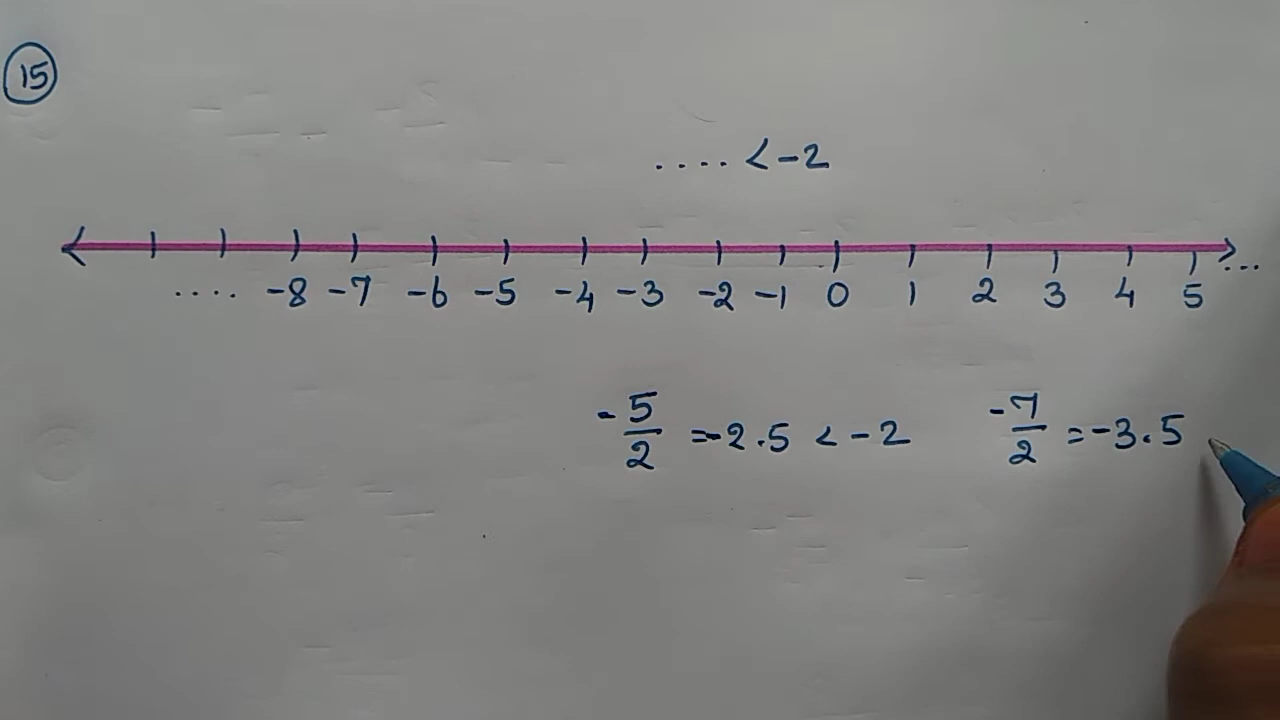 15
.... < -2
.... -8 -7 -6 -5 -4 -3 -2 -1 0 1 2 3 4 5 ...
-5/2 = -2.5 < -2 -7/2 = -3.5